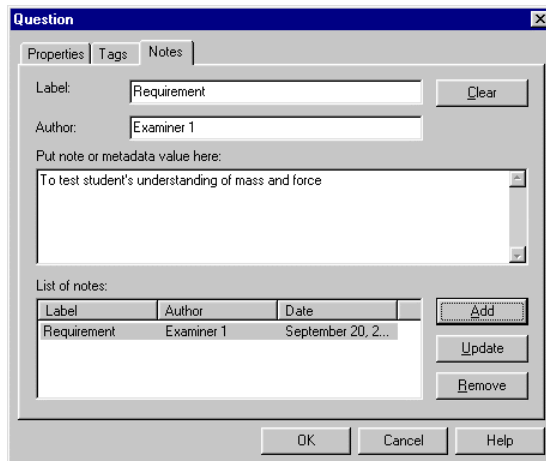 Question
Properties Tags Notes
Label: Requirement Clear
Author: Examiner 1
Put note or metadata value here:
To test student's understanding of mass and force
List of notes:
Label Author Date Add
Requirement Examiner 1 September 20, 2...
Update
Remove
OK Cancel Help